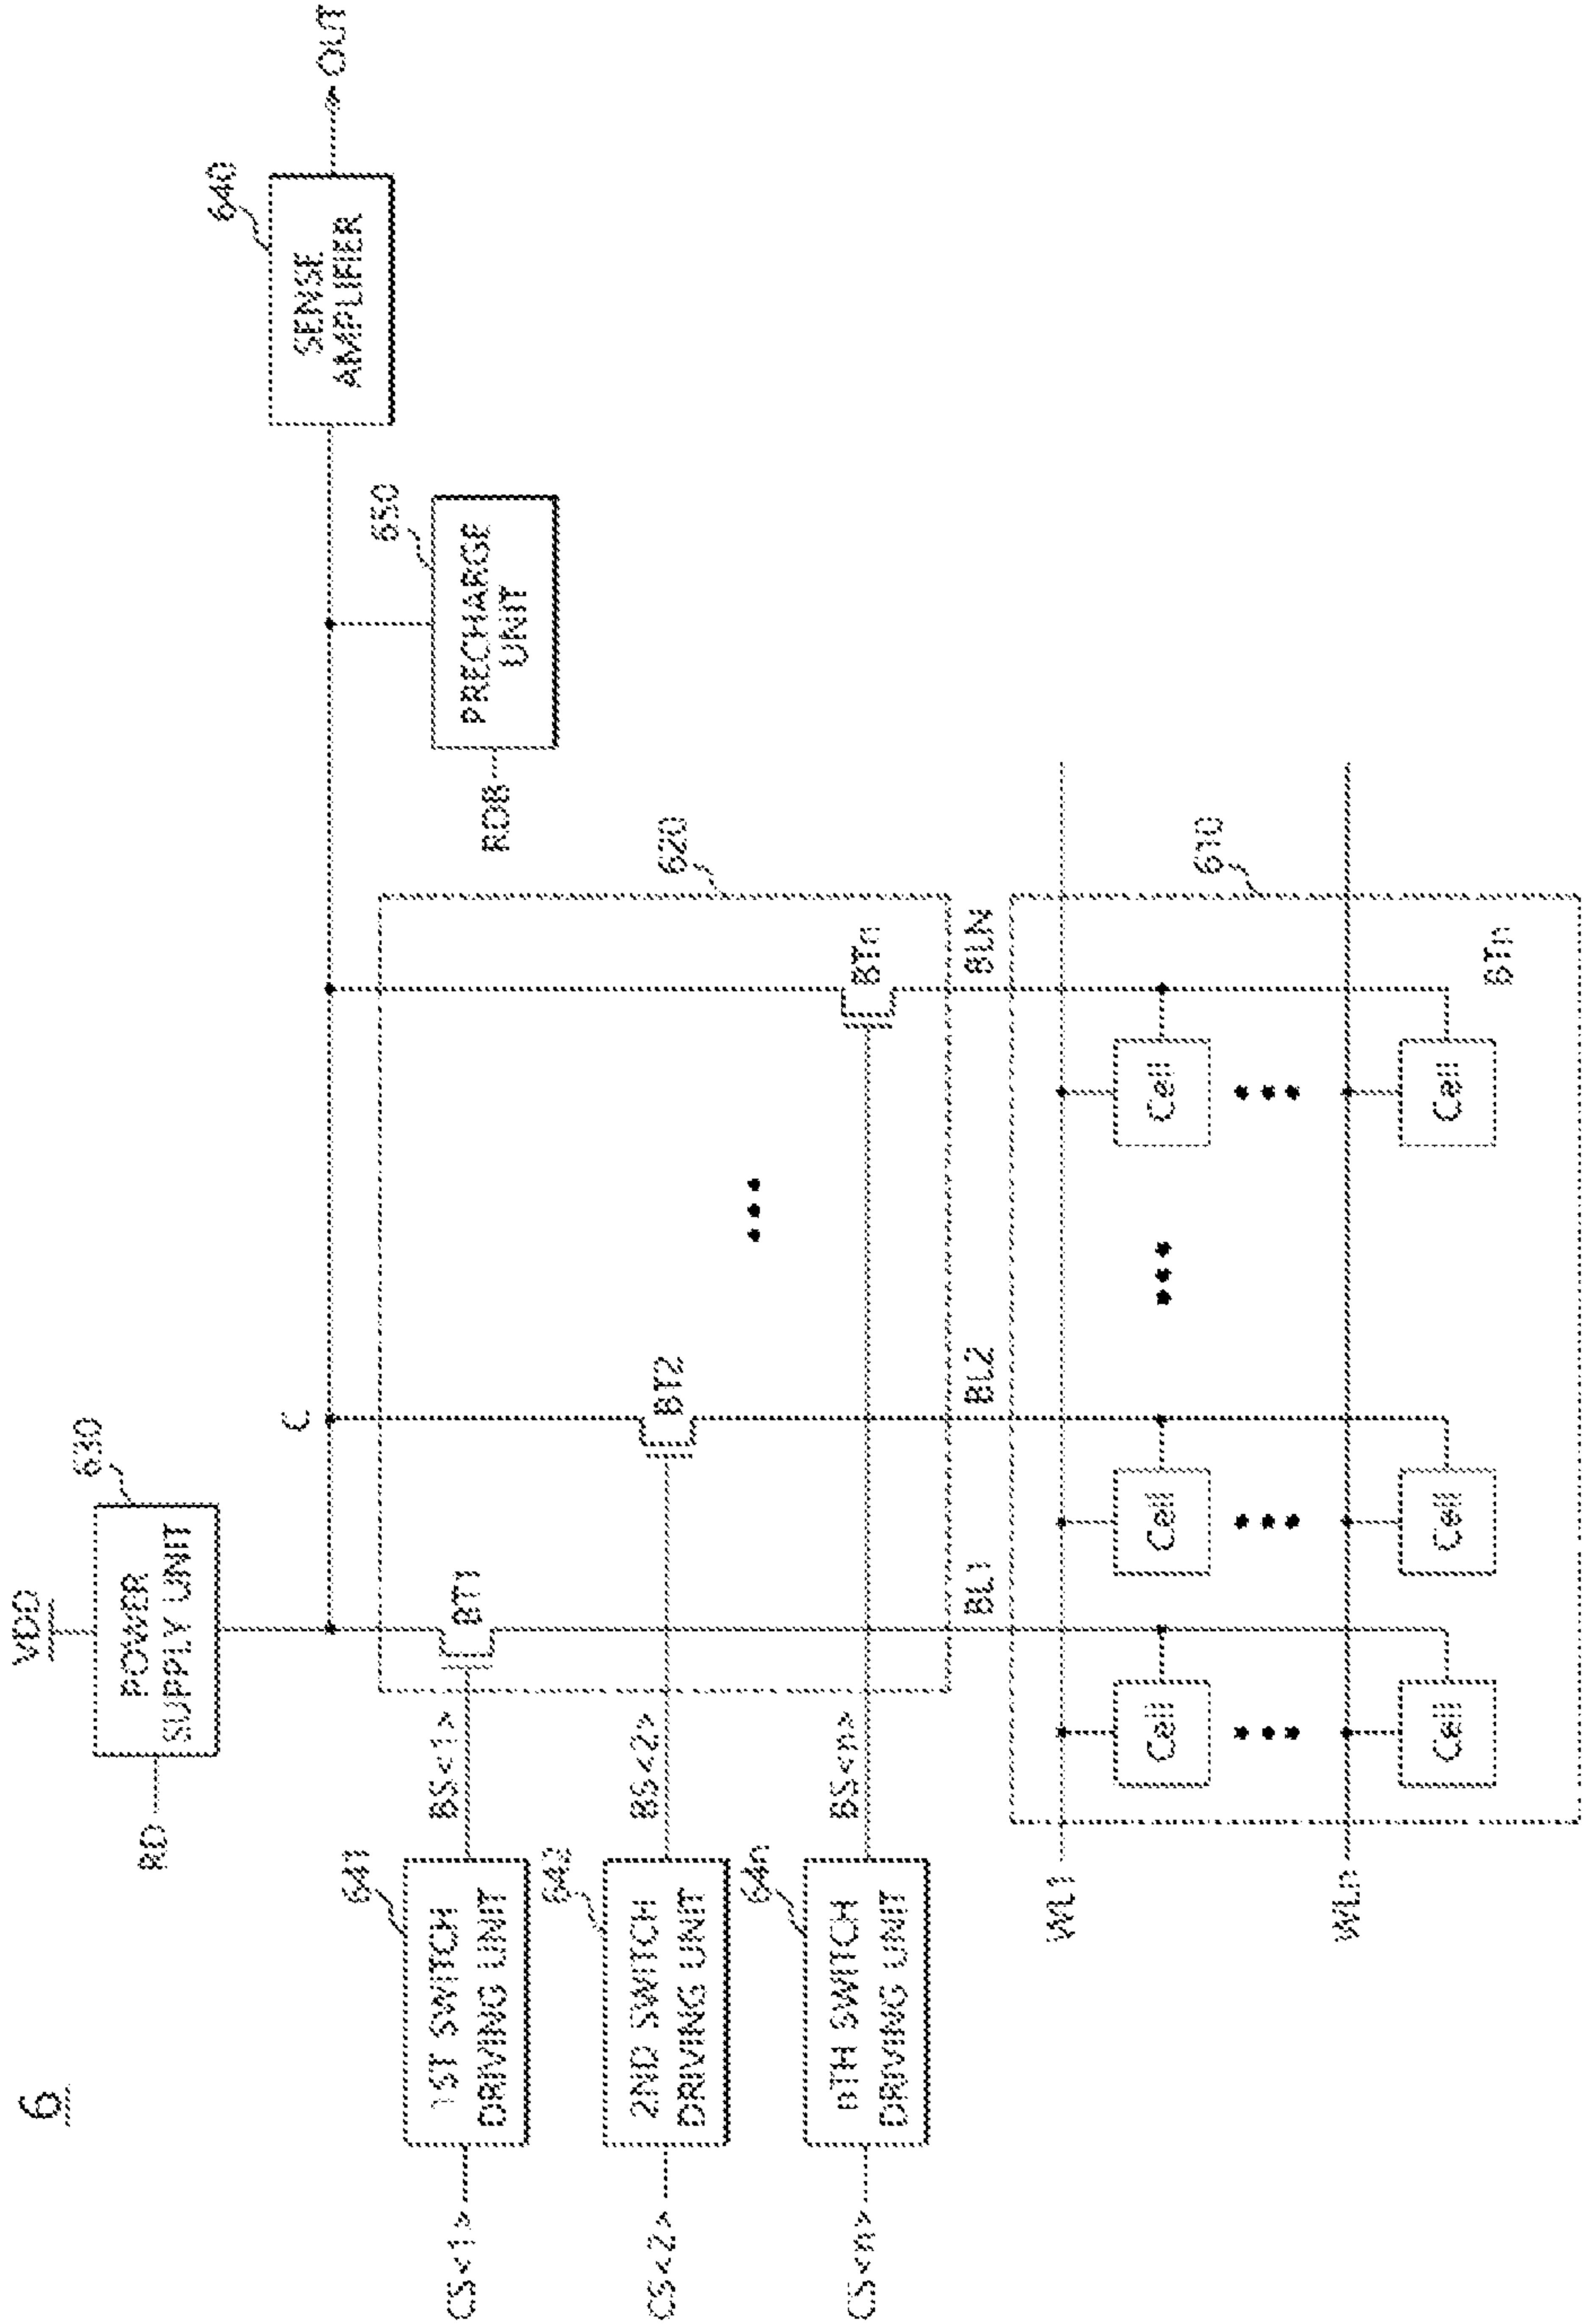 6
VDD
630
RD
POWER
SUPPLY UNIT
C
640
SENSE
AMPLIFIER
OUT
650
PRECHARGE
UNIT
RDB
641
CS<1>
1ST SWITCH
DRIVING UNIT
BS<1>
BT1
642
CS<2>
2ND SWITCH
DRIVING UNIT
BS<2>
BT2
620
64n
CS<n>
nTH SWITCH
DRIVING UNIT
BS<n>
BTn
BL1
BL2
BLN
610
WL1
Cell
Cell
Cell
WLn
Cell
Cell
Cell
BTn